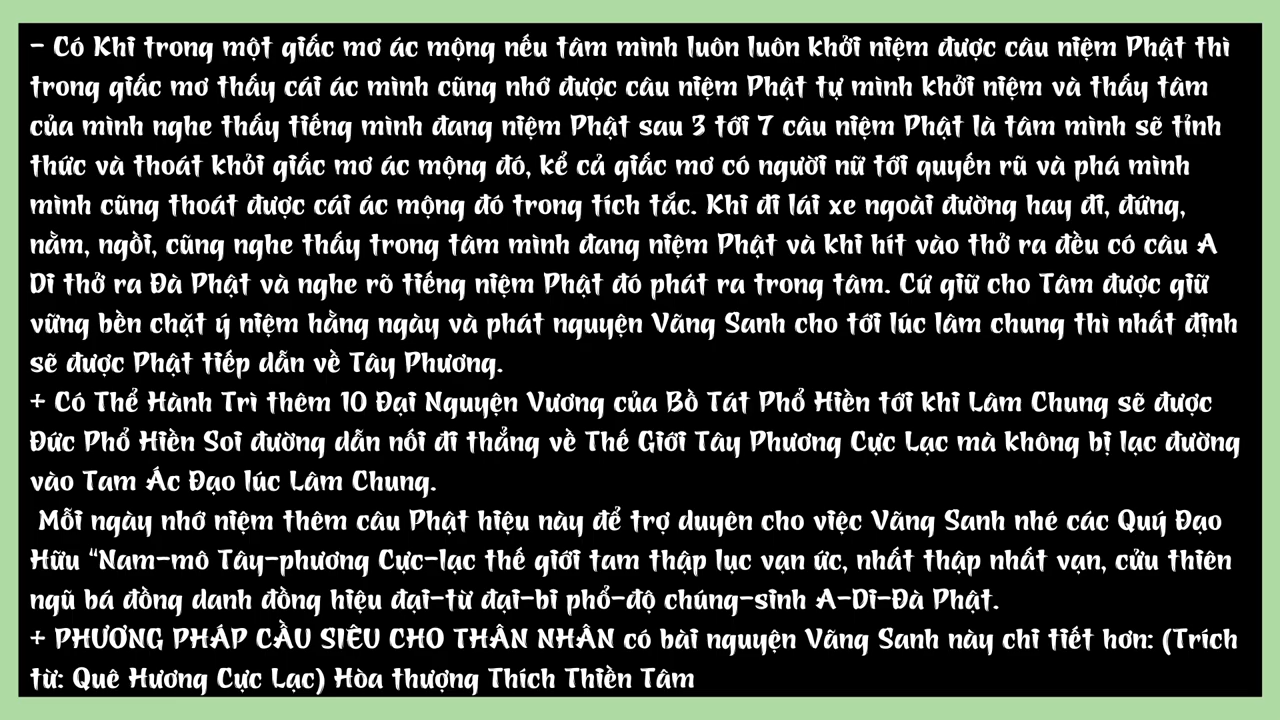 - Có Khi trong một giấc mơ ác mộng nếu tâm mình luôn luôn khởi niệm được câu niệm Phật thì
trong giấc mơ thấy cái ác mình cũng nhớ được câu niệm Phật tự mình khởi niệm và thấy tâm
của mình nghe thấy tiếng mình đang niệm Phật sau 3 tới 7 câu niệm Phật là tâm mình sẽ tỉnh
thức và thoát khỏi giấc mơ ác mộng đó, kể cả giấc mơ có người nữ tới quyến rũ và phá mình
mình cũng thoát được cái ác mộng đó trong tích tắc. Khi đi lái xe ngoài đường hay đi, đứng,
nằm, ngồi, cũng nghe thấy trong tâm mình đang niệm Phật và khi hít vào thở ra đều có câu A
Di thở ra Đà Phật và nghe rõ tiếng niệm Phật đó phát ra trong tâm. Cứ giữ cho Tâm được giữ
vững bền chặt ý niệm hằng ngày và phát nguyện Vãng Sanh cho tới lúc lâm chung thì nhất định
sẽ được Phật tiếp dẫn về Tây Phương.
+ Có Thể Hành Trì thêm 10 Đại Nguyện Vương của Bồ Tát Phổ Hiền tới khi Lâm Chung sẽ được
Đức Phổ Hiền Soi đường dẫn nối đi thẳng về Thế Giới Tây Phương Cực Lạc mà không bị lạc đường
vào Tam Ác Đạo lúc Lâm Chung.
Mỗi ngày nhớ niệm thêm câu Phật hiệu này để trợ duyên cho việc Vãng Sanh nhé các Quý Đạo
Hữu “Nam-mô Tây-phương Cực-lạc thế giới tam thập lục vạn ức, nhất thập nhất vạn, cửu thiên
ngũ bá đồng danh đồng hiệu đại-từ đại-bi phổ-độ chúng-sinh A-Di-Đà Phật.
+ PHƯƠNG PHÁP CẦU SIÊU CHO THÂN NHÂN có bài nguyện Vãng Sanh này chi tiết hơn: (Trích
từ: Quê Hương Cực Lạc) Hòa thượng Thích Thiền Tâm